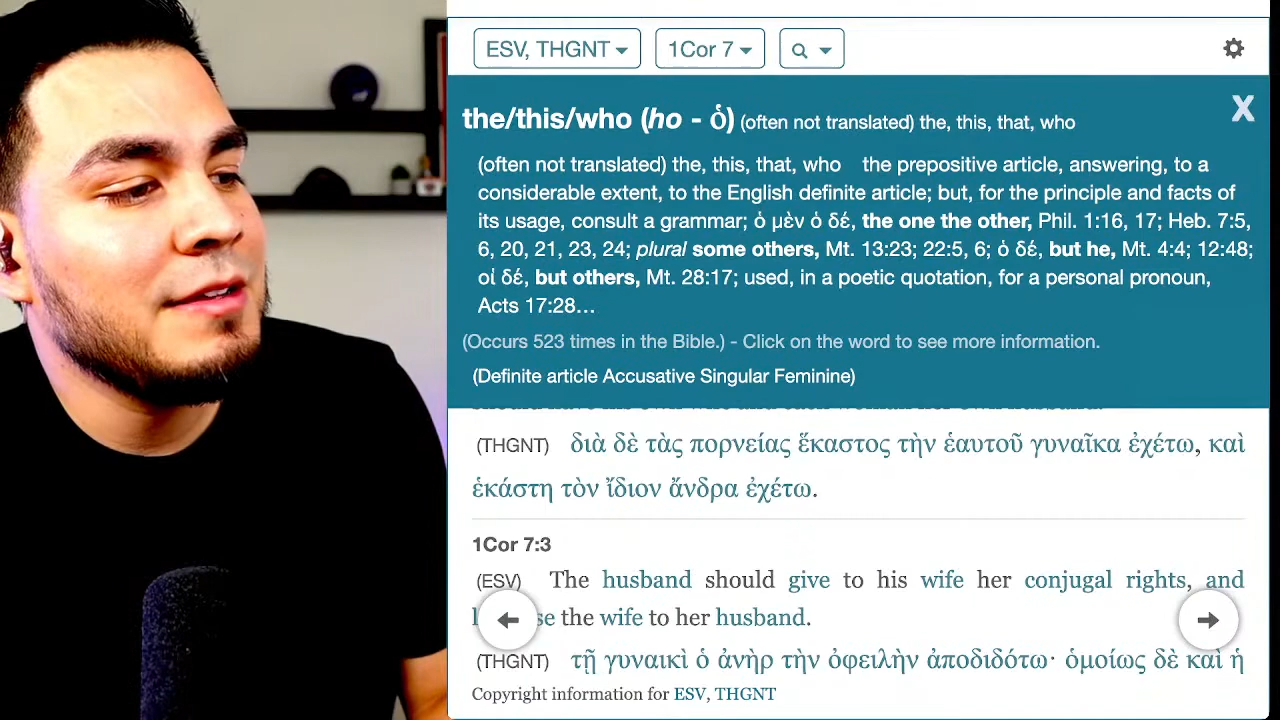 ESV, THGNT
1Cor 7
X
the/this/who (ho - ὁ) (often not translated) the, this, that, who
(often not translated) the, this, that, who the prepositive article, answering, to a
considerable extent, to the English definite article; but, for the principle and facts of
its usage, consult a grammar; ὁ μὲν ὁ δέ, the one the other, Phil. 1:16, 17; Heb. 7:5,
6, 20, 21, 23, 24; plural some others, Mt. 13:23; 22:5, 6; ὁ δέ, but he, Mt. 4:4; 12:48;
οἱ δέ, but others, Mt. 28:17; used, in a poetic quotation, for a personal pronoun,
Acts 17:28…
(Occurs 523 times in the Bible.) - Click on the word to see more information.
(Definite article Accusative Singular Feminine)
(THGNT) διὰ δὲ τὰς πορνείας ἕκαστος τὴν ἑαυτοῦ γυναῖκα ἐχέτω, καὶ
ἑκάστη τὸν ἴδιον ἄνδρα ἐχέτω.
1Cor 7:3
(ESV) The husband should give to his wife her conjugal rights, and
the wife to her husband.
(THGNT) τῇ γυναικὶ ὁ ἀνὴρ τὴν ὀφειλὴν ἀποδιδότω· ὁμοίως δὲ καὶ ἡ
Copyright information for ESV, THGNT